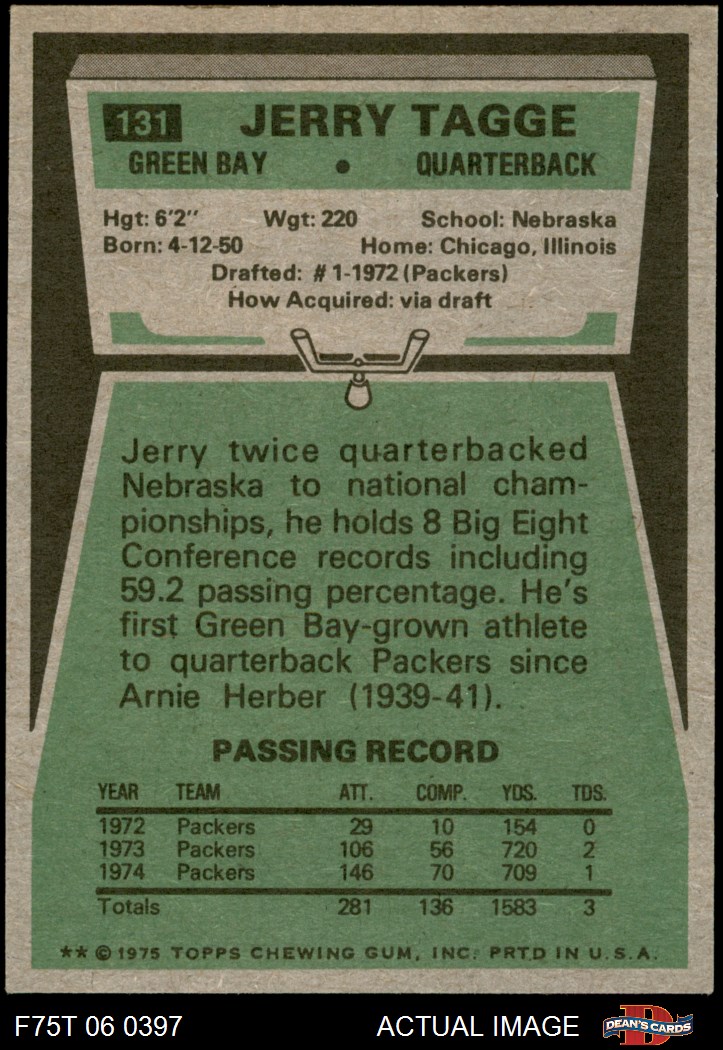 131 JERRY TAGGE
GREEN BAY • QUARTERBACK
Hgt: 6'2" Wgt: 220 School: Nebraska
Born: 4-12-50 Home: Chicago, Illinois
Drafted: #1-1972 (Packers)
How Acquired: via draft
Jerry twice quarterbacked
Nebraska to national cham-
pionships, he holds 8 Big Eight
Conference records including
59.2 passing percentage. He's
first Green Bay-grown athlete
to quarterback Packers since
Arnie Herber (1939-41).
PASSING RECORD
YEAR TEAM ATT. COMP. YDS. TDS.
1972 Packers 29 10 154 0
1973 Packers 106 56 720 2
1974 Packers 146 70 709 1
Totals 281 136 1583 3
** © 1975 TOPPS CHEWING GUM, INC. PRTD IN U.S.A.
F75T 06 0397 ACTUAL IMAGE D DEAN'S CARDS